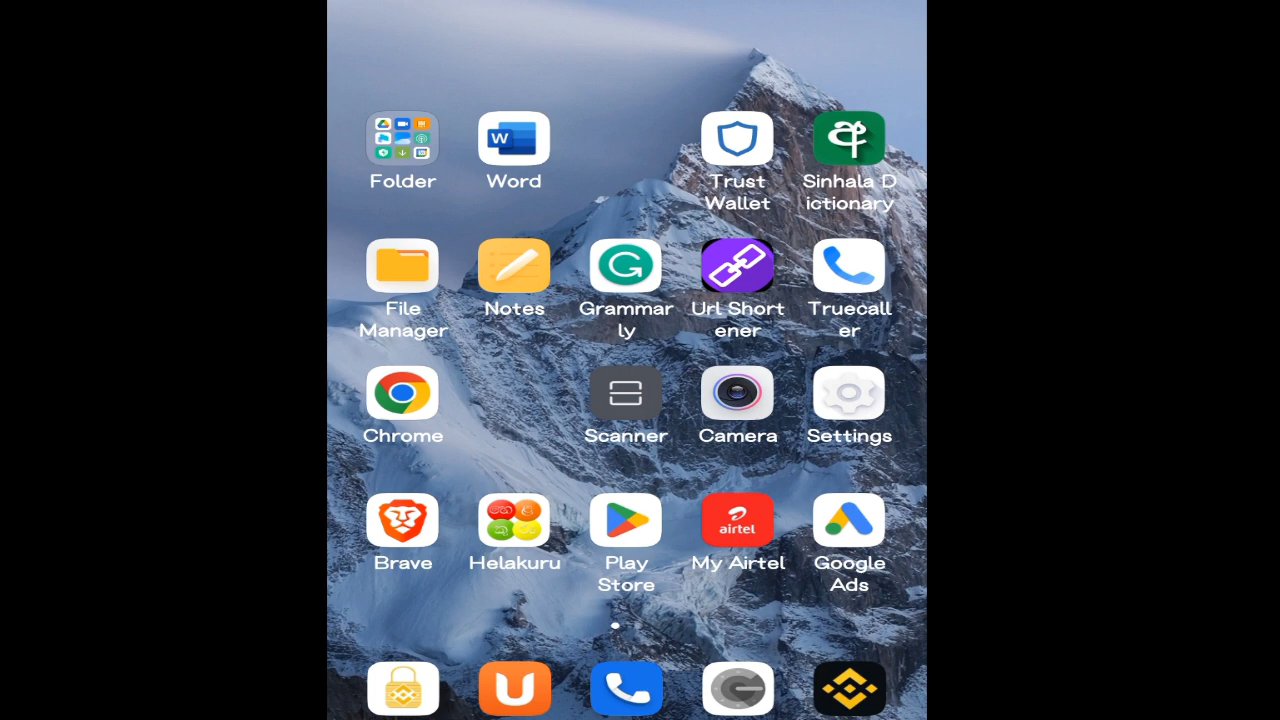 Folder
Word
Trust
Wallet
Sinhala D
ictionary
W
අ
File
Manager
Notes
Grammar
ly
Url Short
ener
Truecall
er
Chrome
Scanner
Camera
Settings
හෙ ළ
කු රු
airtel
Brave
Helakuru
Play
Store
My Airtel
Google
Ads